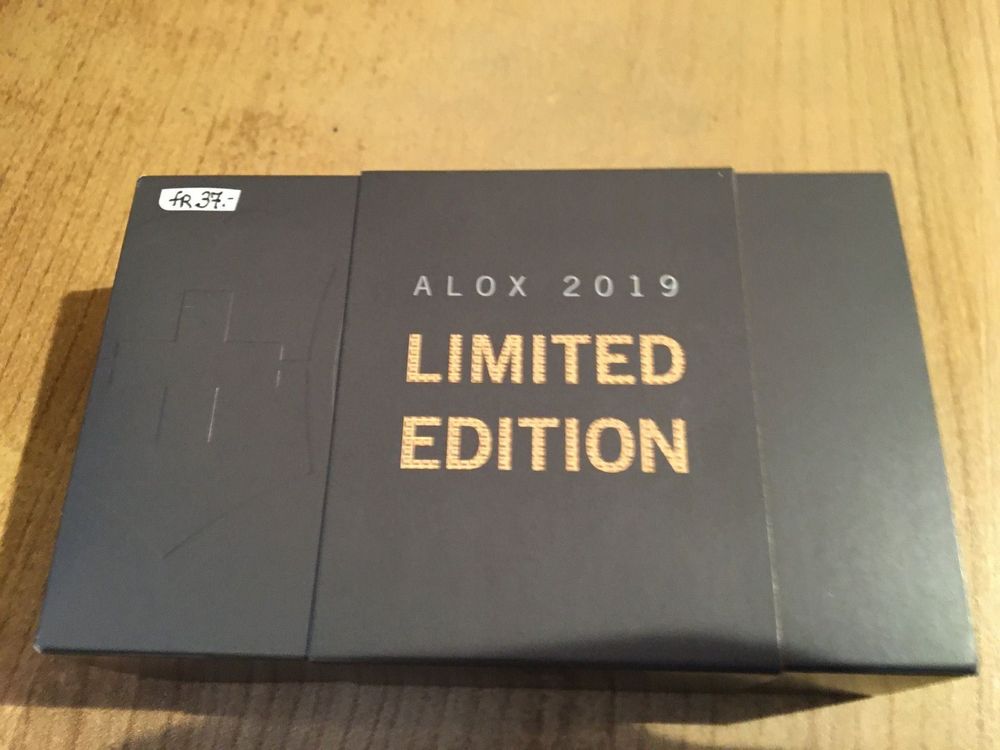 fR 37.-
ALOX 2019
LIMITED
EDITION